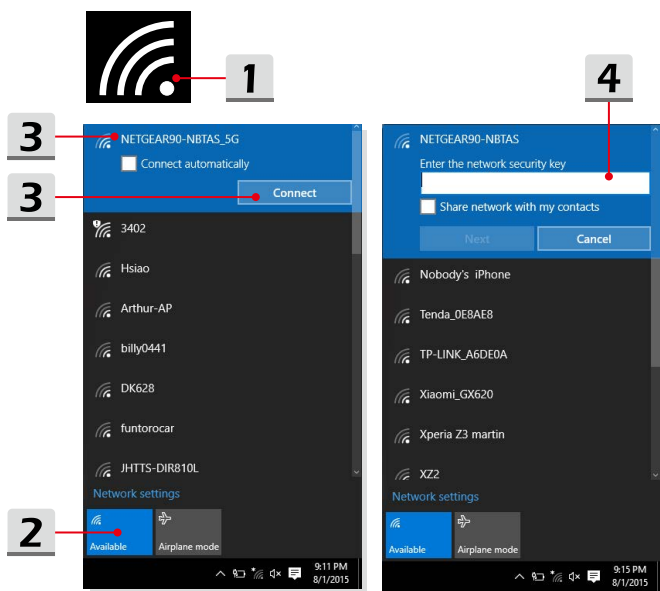 1
4
3
NETGEAR90-NBTAS_5G
Connect automatically
3
Connect
3402
Hsiao
Arthur-AP
billy0441
DK628
funtorocar
JHTTS-DIR810L
Network settings
2
Available
Airplane mode
9:11 PM
8/1/2015
NETGEAR90-NBTAS
Enter the network security key
Share network with my contacts
Next
Cancel
Nobody's iPhone
Tenda_0E8AE8
TP-LINK_A6DE0A
Xiaomi_GX620
Xperia Z3 martin
XZ2
Network settings
Available
Airplane mode
9:15 PM
8/1/2015